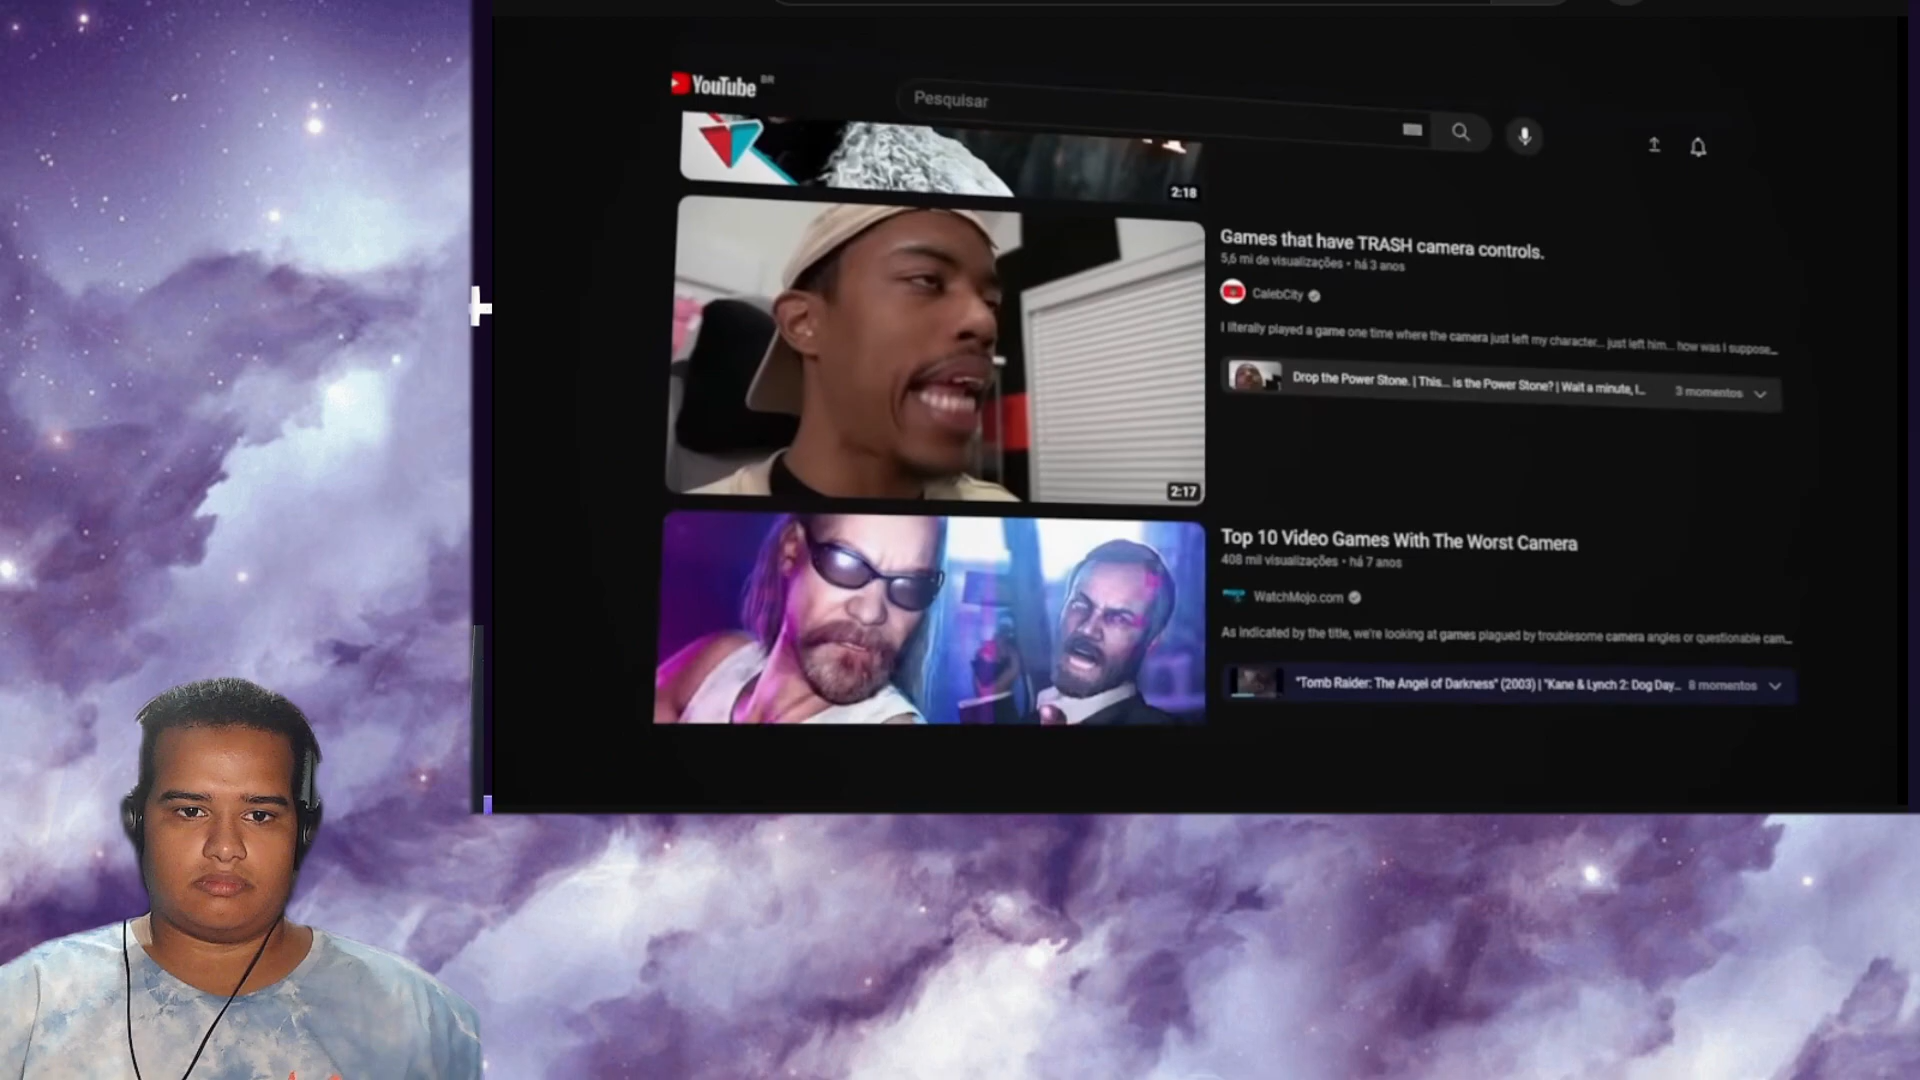 YouTube BR
Pesquisar
2:18
Games that have TRASH camera controls.
5,6 mi de visualizações • há 3 anos
CalebCity
I literally played a game one time where the camera just left my character... just left him... how was I suppose...
Drop the Power Stone. | This... is the Power Stone? | Wait a minute, I... 3 momentos
2:17
Top 10 Video Games With The Worst Camera
408 mil visualizações • há 7 anos
WatchMojo.com
As indicated by the title, we're looking at games plagued by troublesome camera angles or questionable cam...
"Tomb Raider: The Angel of Darkness" (2003) | "Kane & Lynch 2: Dog Day... 8 momentos